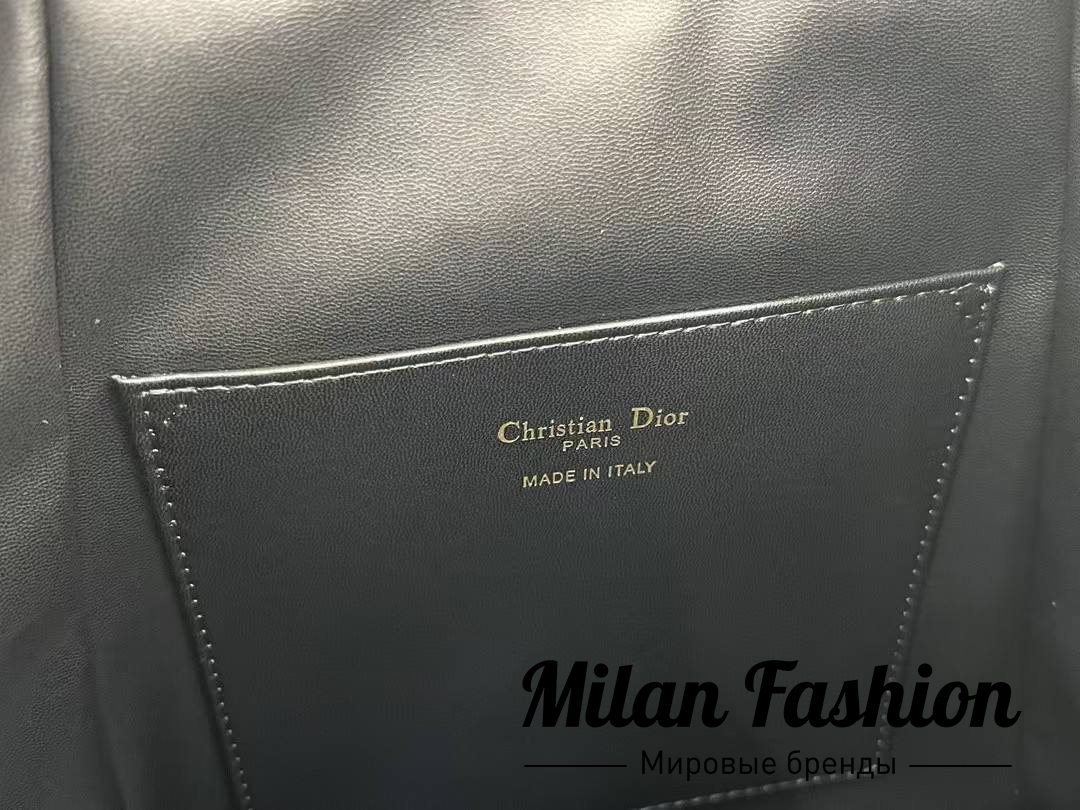 Christian Dior
PARIS
MADE IN ITALY
Milan Fashion
Мировые бренды